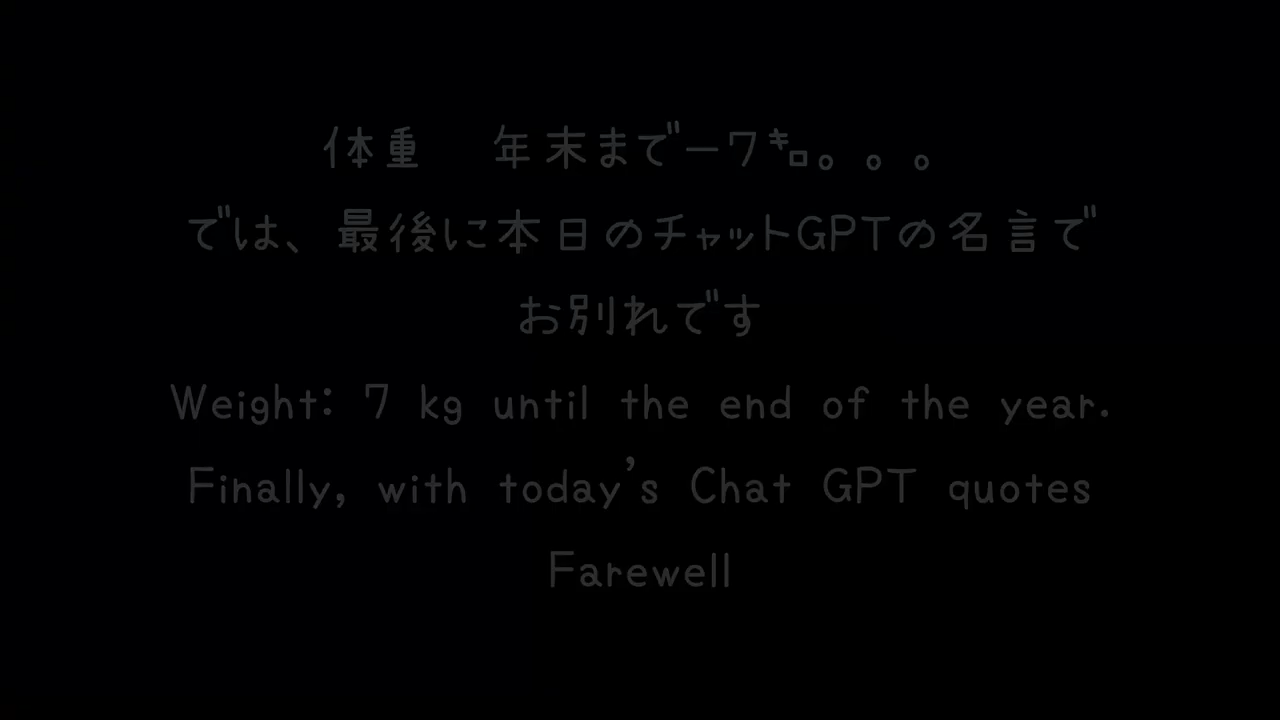 体重　年末までー7㌔。。。
では、最後に本日のチャットGPTの名言で
お別れです
Weight: 7 kg until the end of the year.
Finally, with today's Chat GPT quotes
Farewell